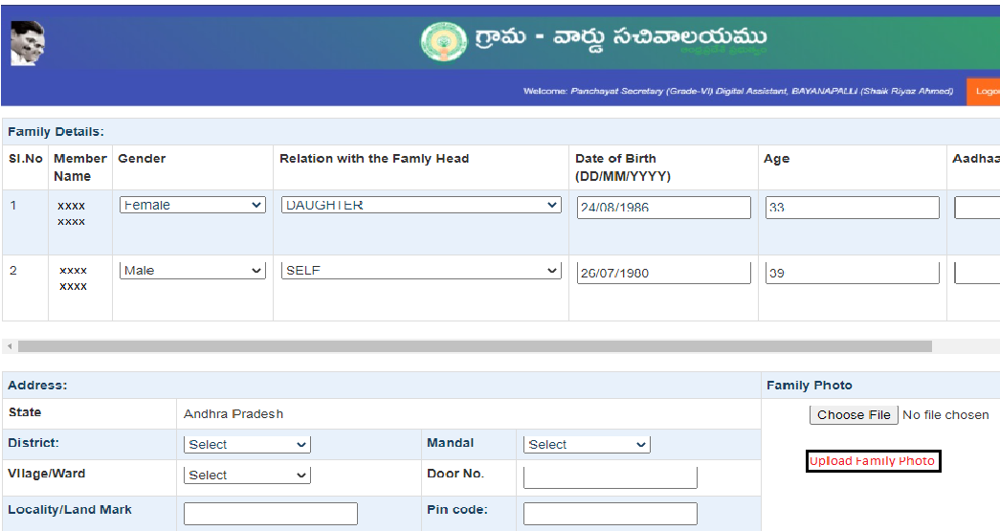 గ్రామ - వార్డు సచివాలయము
Welcome: Panchayat Secretary (Grade-VI) Digital Assistant, BAYANAPALLI (Shaik Riyaz Ahmed) Logou
Family Details:
Sl.No Member Name Gender Relation with the Famly Head Date of Birth (DD/MM/YYYY) Age Aadhaa
1 xxxx xxxx Female DAUGHTER 24/08/1986 33
2 xxxx xxxx Male SELF 26/07/1980 39
Address: Family Photo
State Andhra Pradesh Choose File No file chosen
District: Select Mandal Select
Upload Family Photo
Village/Ward Select Door No.
Locality/Land Mark Pin code: